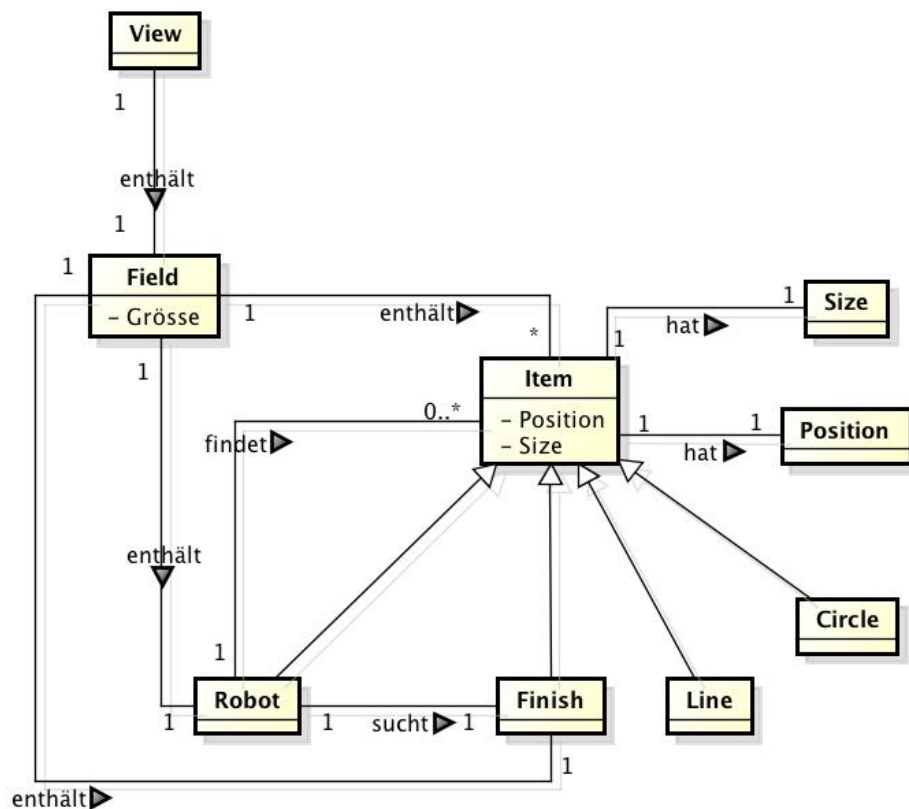 View
1
enthält
1
1
Field
- Grösse
1
enthält
*
1
hat
1
Size
Item
- Position
- Size
1
hat
1
Position
0..*
findet
1
enthält
1
1
Robot
1
sucht
1
Finish
1
Line
Circle
enthält